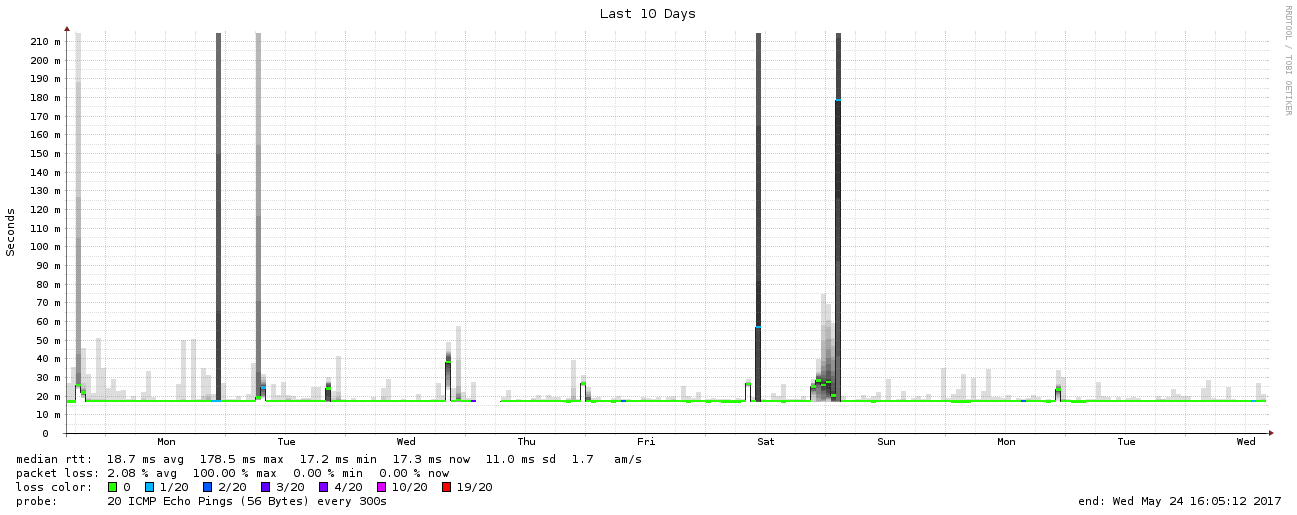 Last 10 Days
RRDTOOL / TOBI OETIKER
Seconds
210 m
200 m
190 m
180 m
170 m
160 m
150 m
140 m
130 m
120 m
110 m
100 m
90 m
80 m
70 m
60 m
50 m
40 m
30 m
20 m
10 m
0
Mon Tue Wed Thu Fri Sat Sun Mon Tue Wed
median rtt: 18.7 ms avg 178.5 ms max 17.2 ms min 17.3 ms now 11.0 ms sd 1.7 am/s
packet loss: 2.08 % avg 100.00 % max 0.00 % min 0.00 % now
loss color: 0 1/20 2/20 3/20 4/20 10/20 19/20
probe: 20 ICMP Echo Pings (56 Bytes) every 300s end: Wed May 24 16:05:12 2017